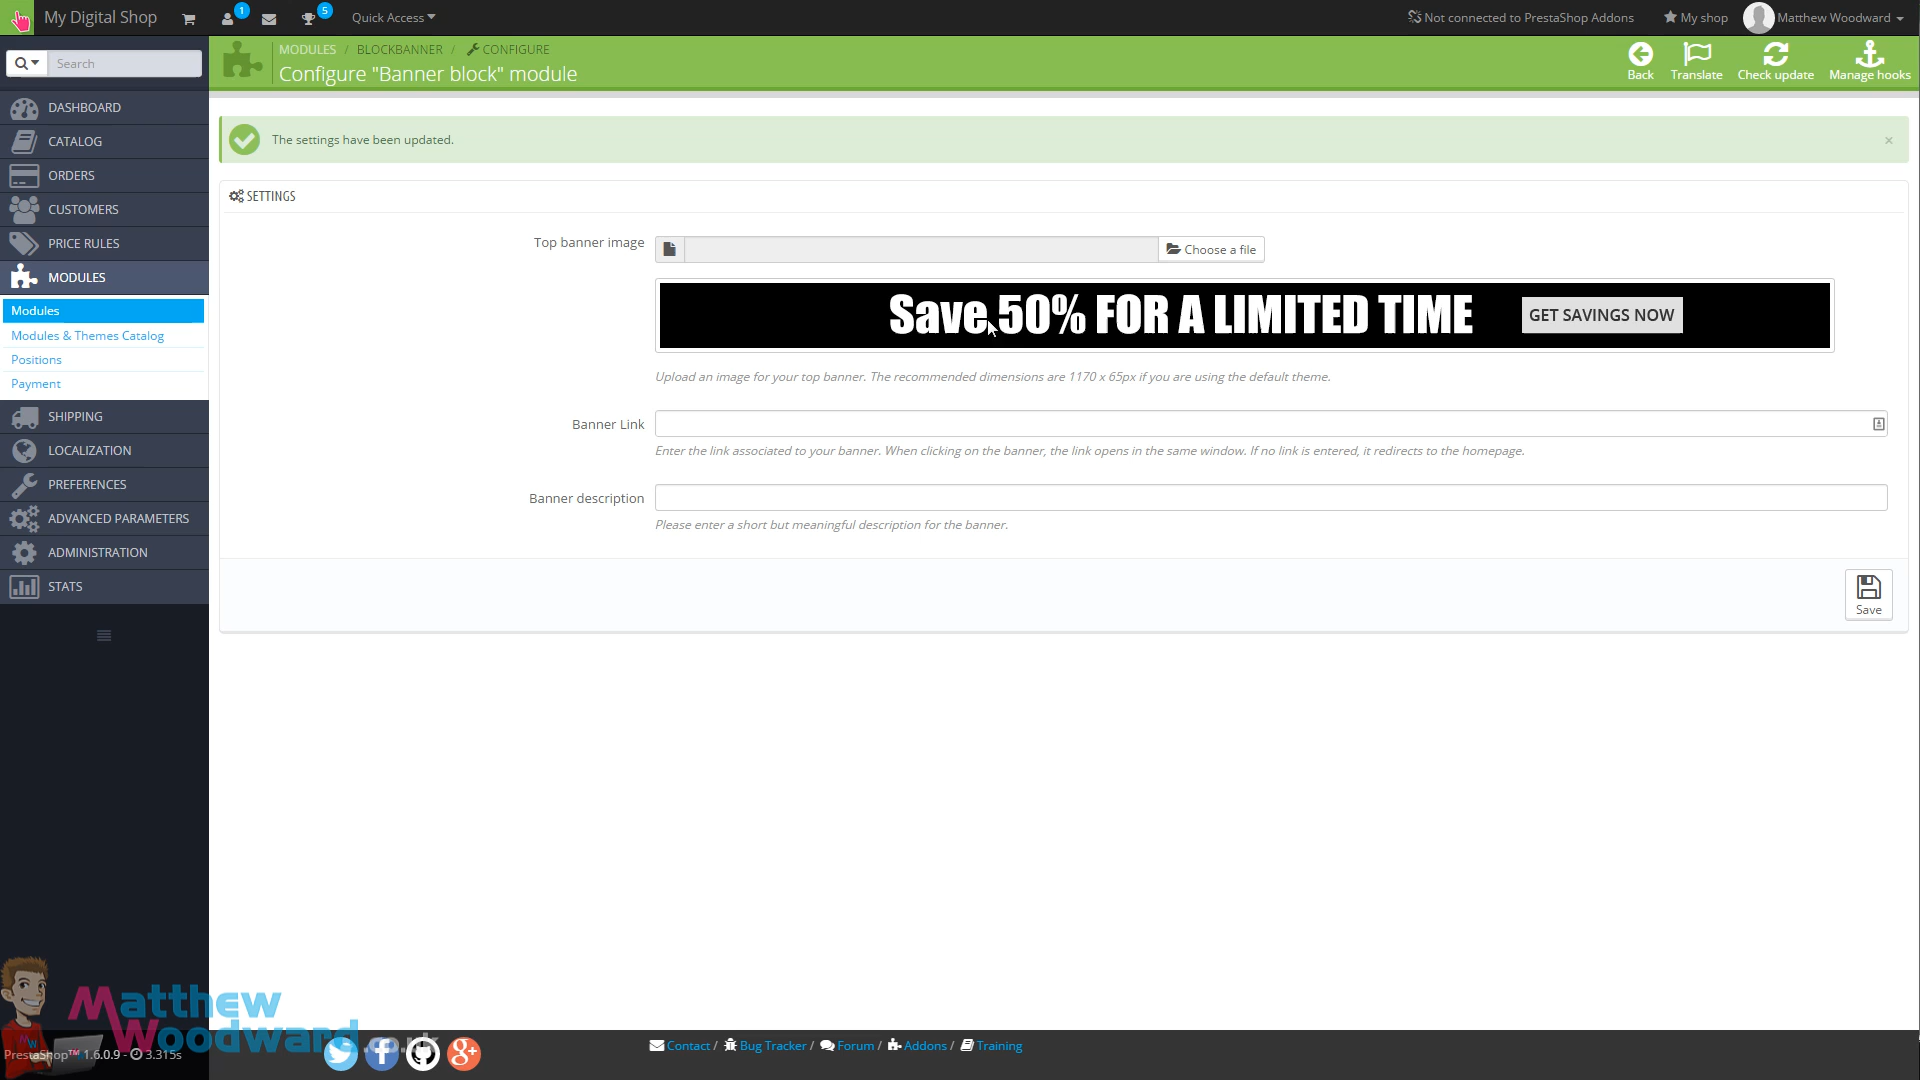 My Digital Shop 1 5 Quick Access Not connected to PrestaShop Addons My shop Matthew Woodward
Search
MODULES / BLOCKBANNER / CONFIGURE
Configure "Banner block" module
Back Translate Check update Manage hooks
DASHBOARD
CATALOG
ORDERS
CUSTOMERS
PRICE RULES
MODULES
Modules
Modules & Themes Catalog
Positions
Payment
SHIPPING
LOCALIZATION
PREFERENCES
ADVANCED PARAMETERS
ADMINISTRATION
STATS
The settings have been updated. ×
SETTINGS
Top banner image Choose a file
Save 50% FOR A LIMITED TIME GET SAVINGS NOW
Upload an image for your top banner. The recommended dimensions are 1170 x 65px if you are using the default theme.
Banner Link
Enter the link associated to your banner. When clicking on the banner, the link opens in the same window. If no link is entered, it redirects to the homepage.
Banner description
Please enter a short but meaningful description for the banner.
Save
Matthew
Woodward.co.uk
MW
PrestaShop™ 1.6.0.9 - 3.315s
Contact / Bug Tracker / Forum / Addons / Training